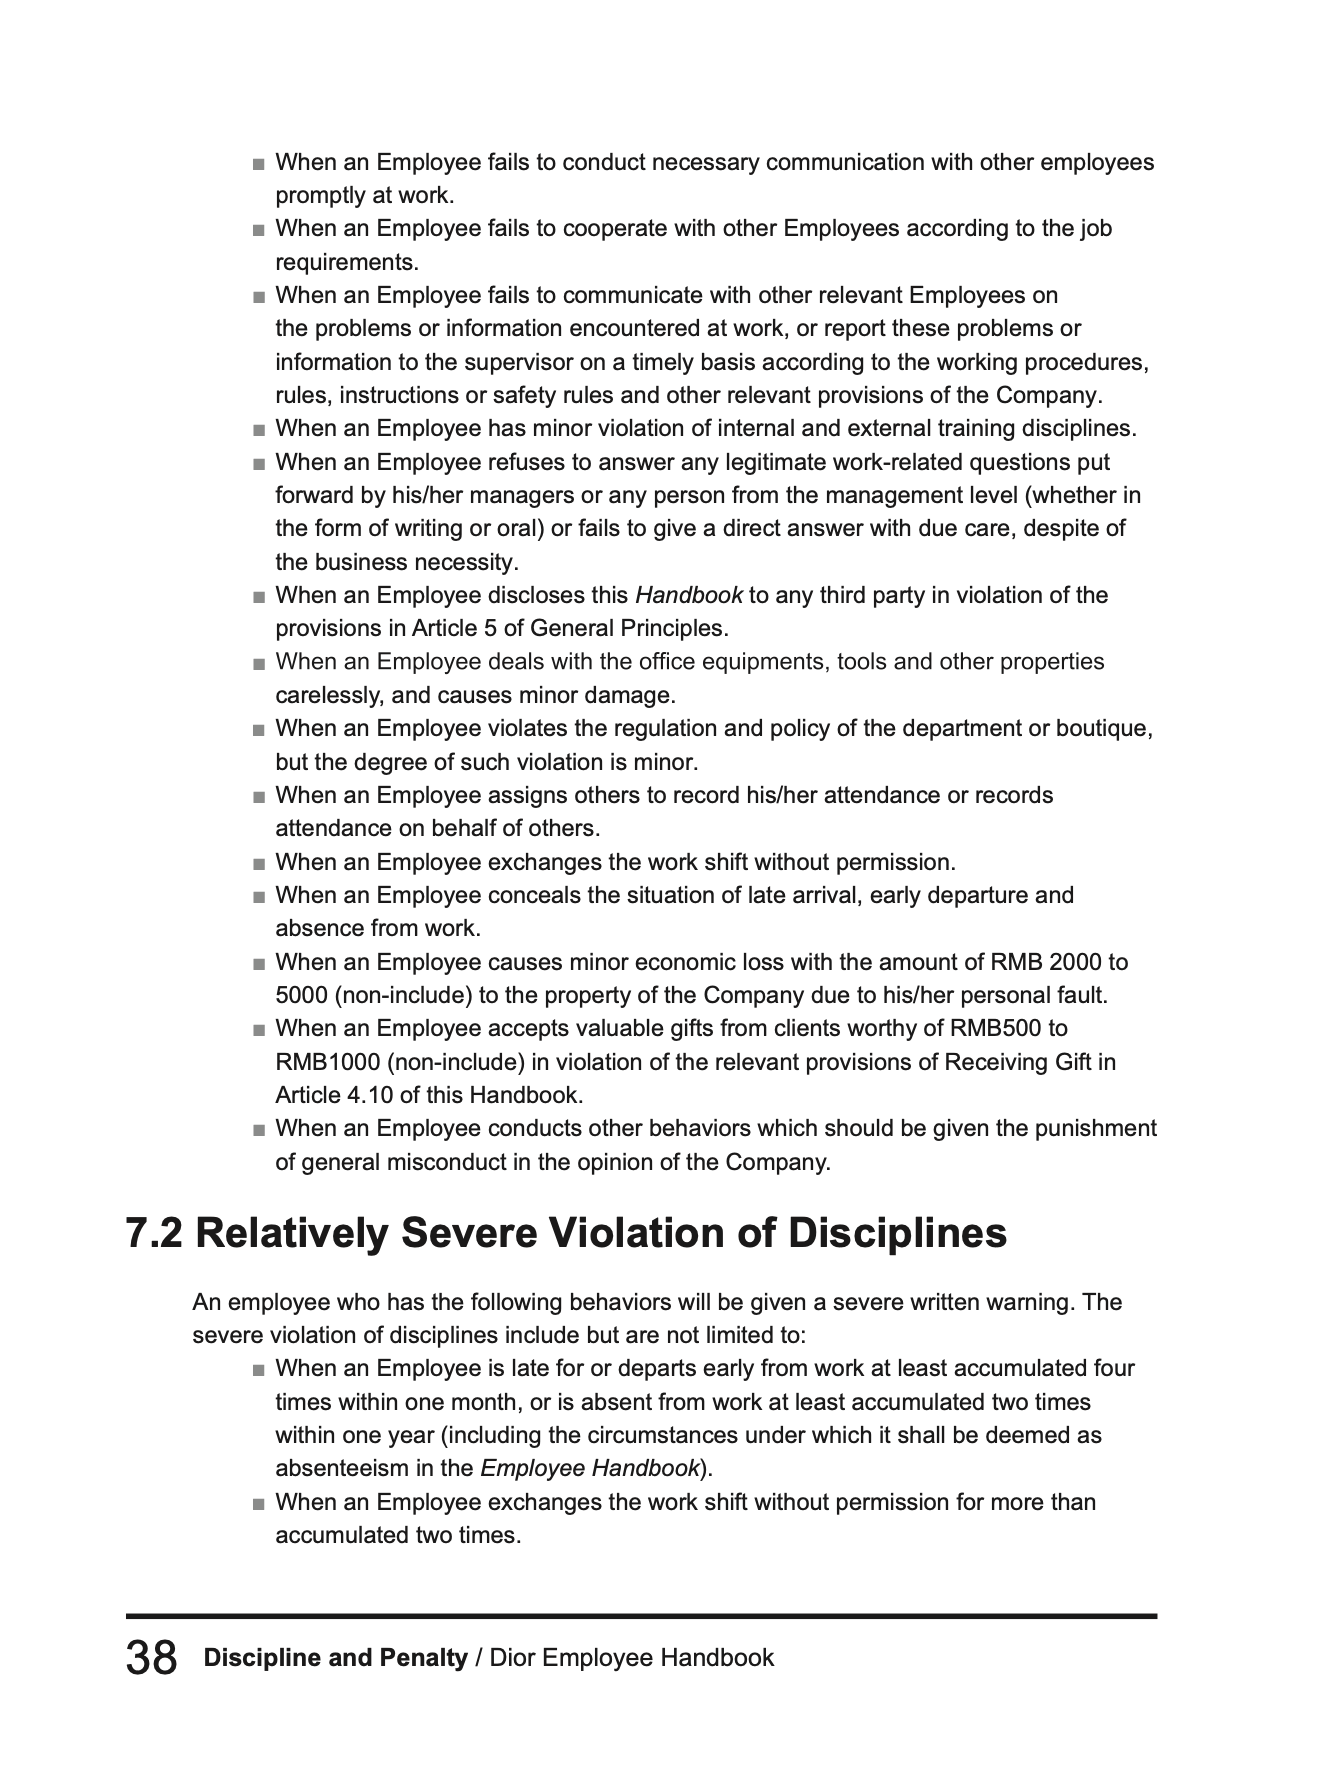 ■ When an Employee fails to conduct necessary communication with other employees
promptly at work.
■ When an Employee fails to cooperate with other Employees according to the job
requirements.
■ When an Employee fails to communicate with other relevant Employees on
the problems or information encountered at work, or report these problems or
information to the supervisor on a timely basis according to the working procedures,
rules, instructions or safety rules and other relevant provisions of the Company.
■ When an Employee has minor violation of internal and external training disciplines.
■ When an Employee refuses to answer any legitimate work-related questions put
forward by his/her managers or any person from the management level (whether in
the form of writing or oral) or fails to give a direct answer with due care, despite of
the business necessity.
■ When an Employee discloses this Handbook to any third party in violation of the
provisions in Article 5 of General Principles.
■ When an Employee deals with the office equipments, tools and other properties
carelessly, and causes minor damage.
■ When an Employee violates the regulation and policy of the department or boutique,
but the degree of such violation is minor.
■ When an Employee assigns others to record his/her attendance or records
attendance on behalf of others.
■ When an Employee exchanges the work shift without permission.
■ When an Employee conceals the situation of late arrival, early departure and
absence from work.
■ When an Employee causes minor economic loss with the amount of RMB 2000 to
5000 (non-include) to the property of the Company due to his/her personal fault.
■ When an Employee accepts valuable gifts from clients worthy of RMB500 to
RMB1000 (non-include) in violation of the relevant provisions of Receiving Gift in
Article 4.10 of this Handbook.
■ When an Employee conducts other behaviors which should be given the punishment
of general misconduct in the opinion of the Company.
7.2 Relatively Severe Violation of Disciplines
An employee who has the following behaviors will be given a severe written warning. The
severe violation of disciplines include but are not limited to:
■ When an Employee is late for or departs early from work at least accumulated four
times within one month, or is absent from work at least accumulated two times
within one year (including the circumstances under which it shall be deemed as
absenteeism in the Employee Handbook).
■ When an Employee exchanges the work shift without permission for more than
accumulated two times.
38 Discipline and Penalty / Dior Employee Handbook